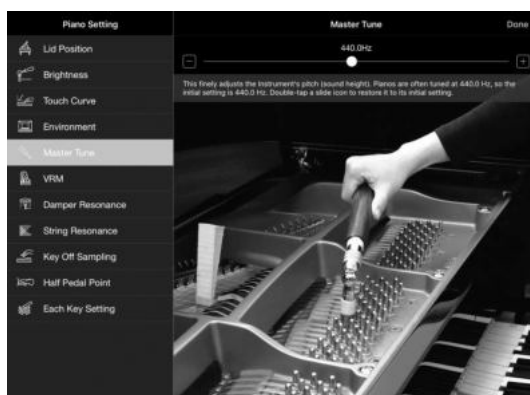 Piano Setting
Lid Position
Brightness
Touch Curve
Environment
Master Tune
VRM
Damper Resonance
String Resonance
Key Off Sampling
Half Pedal Point
Each Key Setting
Master Tune
Done
440.0Hz
This finely adjusts the instrument's pitch (sound height). Pianos are often tuned at 440.0 Hz, so the
initial setting is 440.0 Hz. Double-tap a slide icon to restore it to its initial setting.